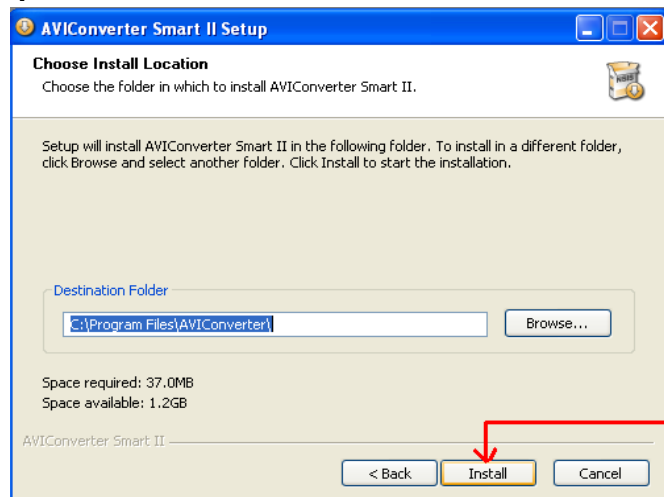 AVIConverter Smart II Setup
Choose Install Location
Choose the folder in which to install AVIConverter Smart II.
NSIS
Setup will install AVIConverter Smart II in the following folder. To install in a different folder,
click Browse and select another folder. Click Install to start the installation.
Destination Folder
C:\Program Files\AVIConverter\
Browse...
Space required: 37.0MB
Space available: 1.2GB
AVIConverter Smart II
< Back
Install
Cancel